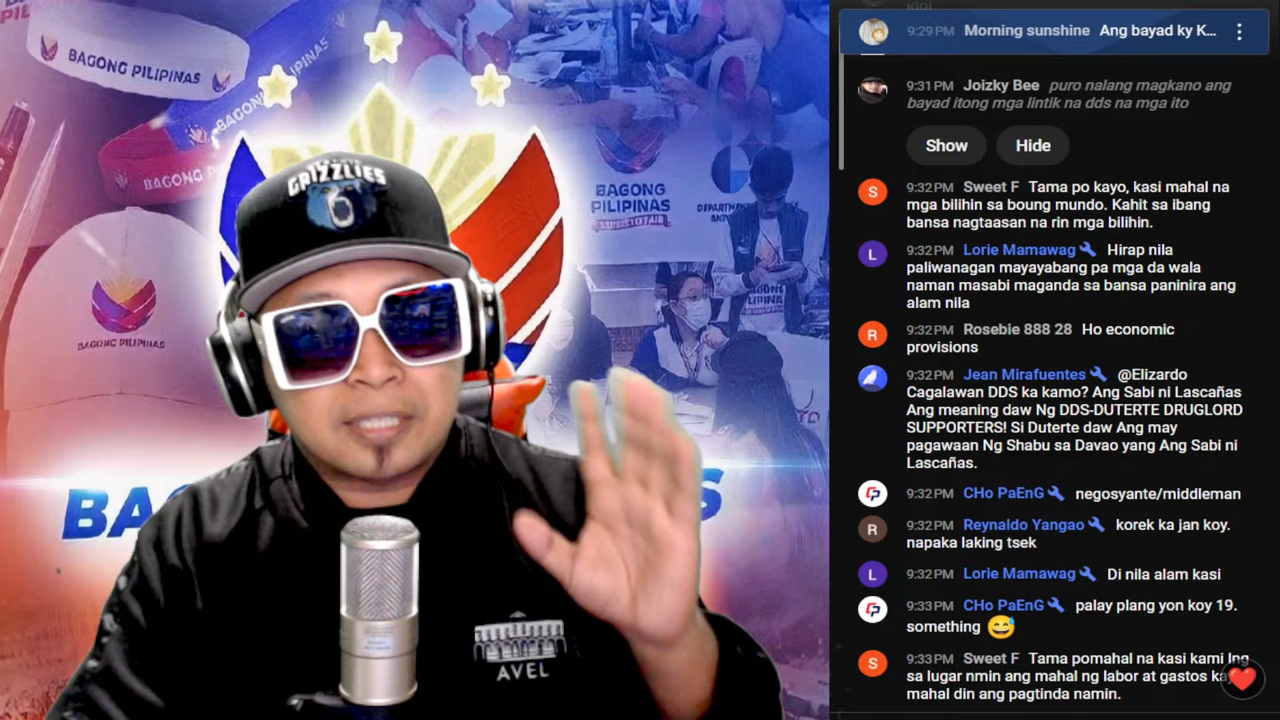 BAGONG PILIPINAS
BAGONG
BAGONG PILIPINAS
BAGONG
PILIPINAS
GRIZZLIES
BAGONG PILIPINAS
BAG
S
AVEL
9:29 PM Morning sunshine Ang bayad ky K...
9:31 PM Joizky Bee puro nalang magkano ang
bayad itong mga lintik na dds na mga ito
Show Hide
S 9:32 PM Sweet F Tama po kayo, kasi mahal na
mga bilihin sa boung mundo. Kahit sa ibang
bansa nagtaasan na rin mga bilihin.
L 9:32 PM Lorie Mamawag Hirap nila
paliwanagan mayayabang pa mga da wala
naman masabi maganda sa bansa paninira ang
alam nila
R 9:32 PM Rosebie 888 28 Ho economic
provisions
9:32 PM Jean Mirafuentes @Elizardo
Cagalawan DDS ka kamo? Ang Sabi ni Lascañas
Ang meaning daw Ng DDS-DUTERTE DRUGLORD
SUPPORTERS! Si Duterte daw Ang may
pagawaan Ng Shabu sa Davao yang Ang Sabi ni
Lascañas.
9:32 PM CHo PaEnG negosyante/middleman
R 9:32 PM Reynaldo Yangao korek ka jan koy.
napaka laking tsek
L 9:32 PM Lorie Mamawag Di nila alam kasi
9:33 PM CHo PaEnG palay plang yon koy 19.
something 😅
S 9:33 PM Sweet F Tama pomahal na kasi kami Ing
sa lugar nmin ang mahal ng labor at gastos
mahal din ang pagtinda namin.